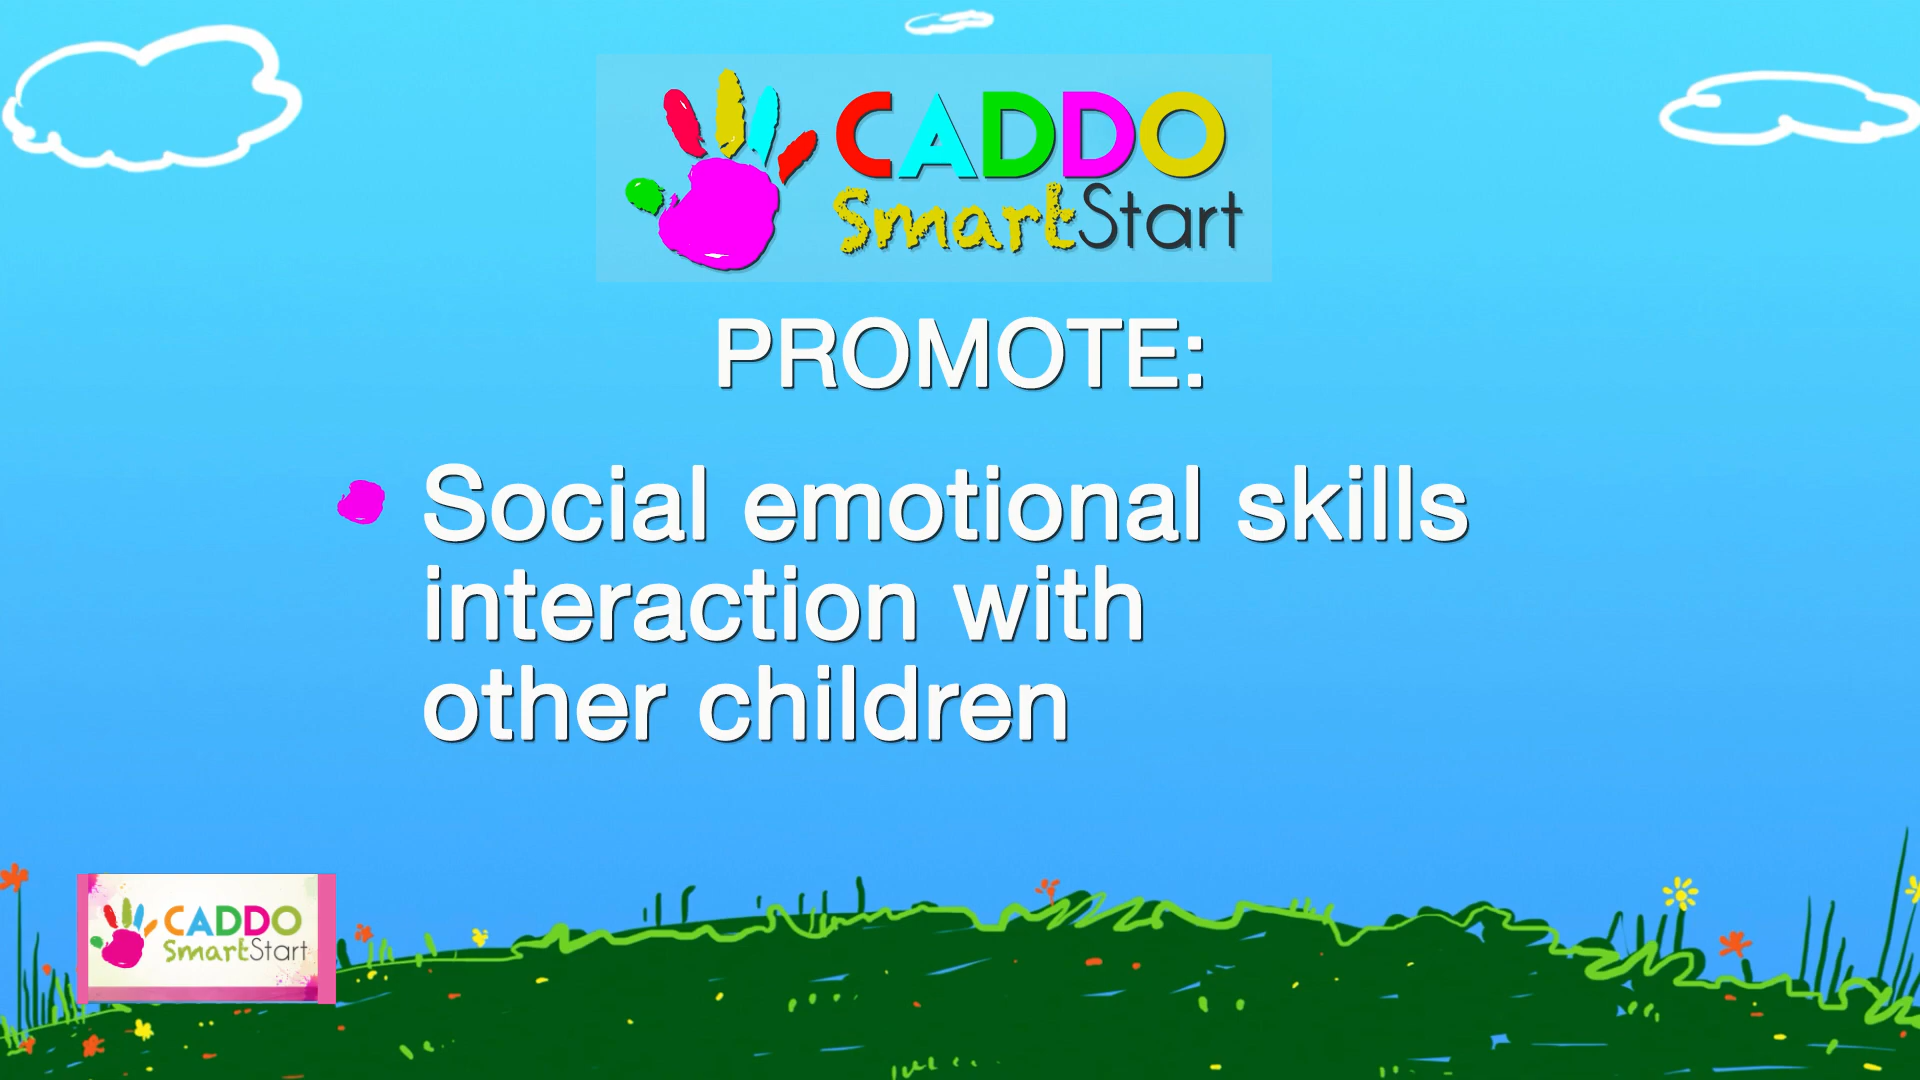 CADDO
SmartStart
PROMOTE:
Social emotional skills
interaction with
other children
CADDO
SmartStart